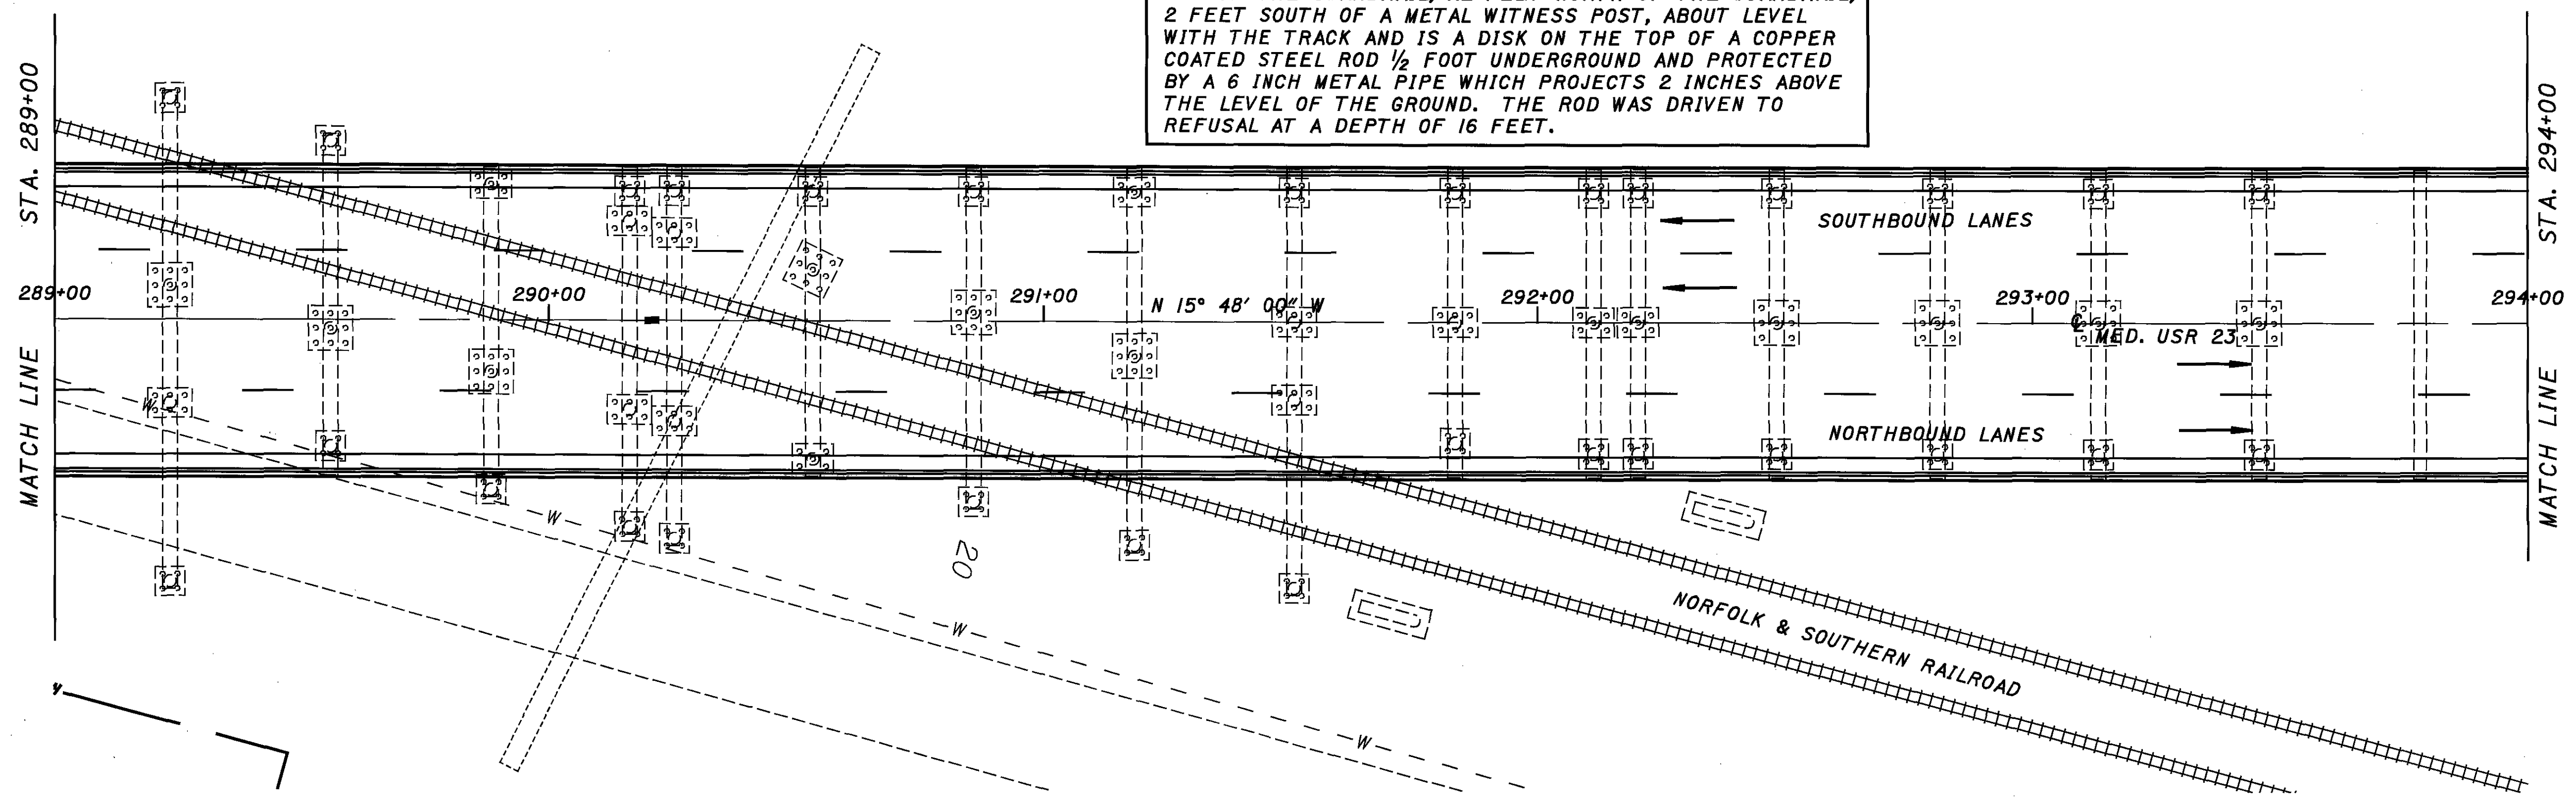 2 FEET SOUTH OF A METAL WITNESS POST, ABOUT LEVEL
WITH THE TRACK AND IS A DISK ON THE TOP OF A COPPER
COATED STEEL ROD ½ FOOT UNDERGROUND AND PROTECTED
BY A 6 INCH METAL PIPE WHICH PROJECTS 2 INCHES ABOVE
THE LEVEL OF THE GROUND. THE ROD WAS DRIVEN TO
REFUSAL AT A DEPTH OF 16 FEET.
MATCH LINE STA. 289+00
MATCH LINE STA. 294+00
SOUTHBOUND LANES
289+00
290+00
291+00
N 15° 48' 00" W
292+00
293+00
294+00
℄ MED. USR 23
NORTHBOUND LANES
W
W
W
W
20
NORFOLK & SOUTHERN RAILROAD